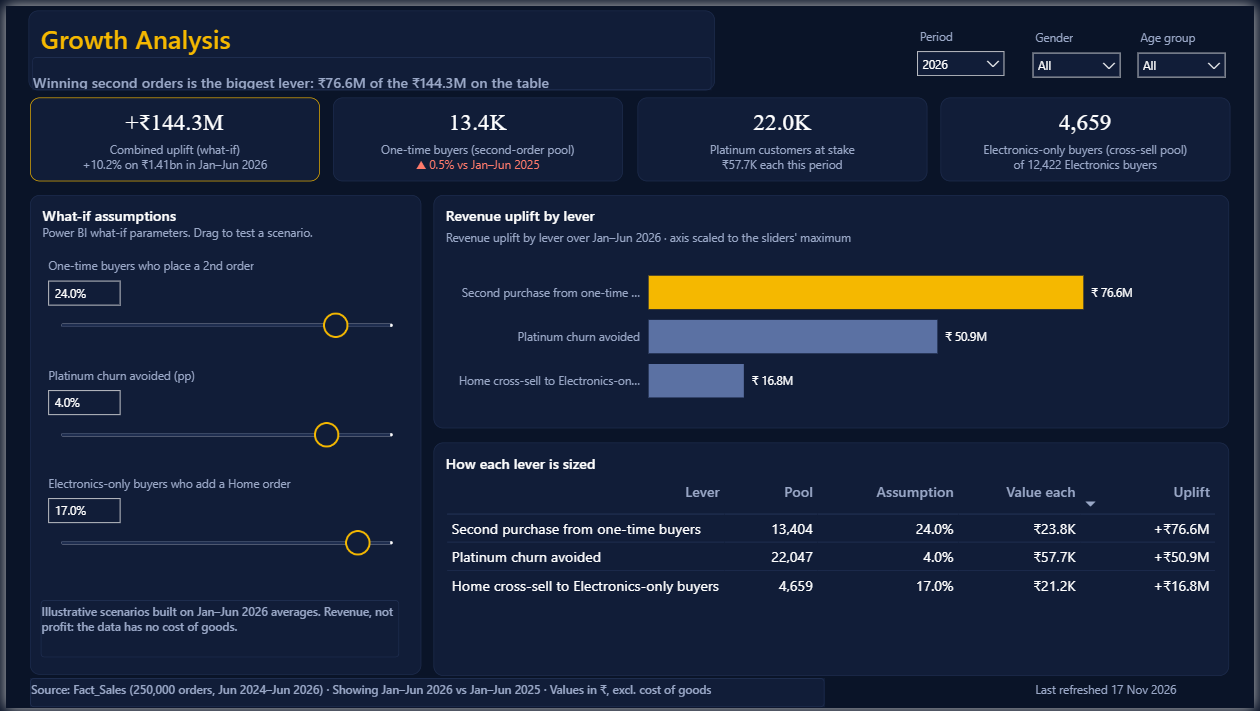 Growth Analysis
Winning second orders is the biggest lever: ₹76.6M of the ₹144.3M on the table
Period
2026
Gender
All
Age group
All
+₹144.3M
Combined uplift (what-if)
+10.2% on ₹1.41bn in Jan–Jun 2026
13.4K
One-time buyers (second-order pool)
▲ 0.5% vs Jan–Jun 2025
22.0K
Platinum customers at stake
₹57.7K each this period
4,659
Electronics-only buyers (cross-sell pool)
of 12,422 Electronics buyers
What-if assumptions
Power BI what-if parameters. Drag to test a scenario.
One-time buyers who place a 2nd order
24.0%
Platinum churn avoided (pp)
4.0%
Electronics-only buyers who add a Home order
17.0%
Illustrative scenarios built on Jan–Jun 2026 averages. Revenue, not
profit: the data has no cost of goods.
Revenue uplift by lever
Revenue uplift by lever over Jan–Jun 2026 · axis scaled to the sliders' maximum
Second purchase from one-time ... ₹ 76.6M
Platinum churn avoided ₹ 50.9M
Home cross-sell to Electronics-on... ₹ 16.8M
How each lever is sized
Lever Pool Assumption Value each Uplift
Second purchase from one-time buyers 13,404 24.0% ₹23.8K +₹76.6M
Platinum churn avoided 22,047 4.0% ₹57.7K +₹50.9M
Home cross-sell to Electronics-only buyers 4,659 17.0% ₹21.2K +₹16.8M
Source: Fact_Sales (250,000 orders, Jun 2024–Jun 2026) · Showing Jan–Jun 2026 vs Jan–Jun 2025 · Values in ₹, excl. cost of goods
Last refreshed 17 Nov 2026